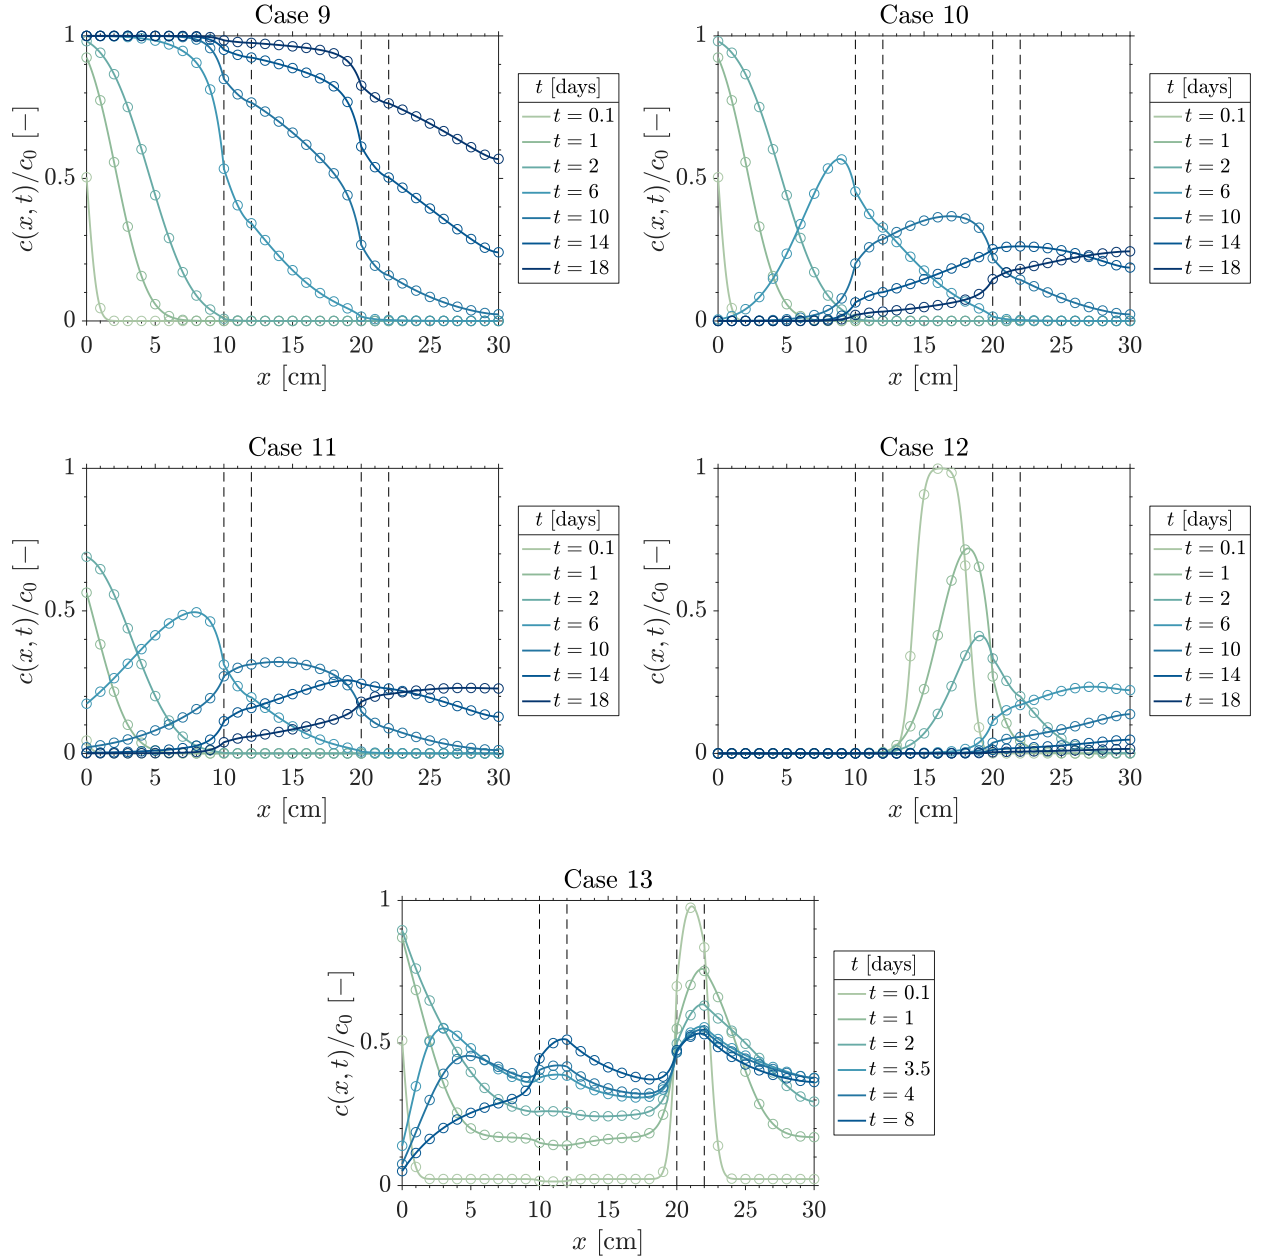 Case 9
c(x, t)/c₀ [−]
1
0.5
0
0 5 10 15 20 25 30
x [cm]
t [days]
t = 0.1
t = 1
t = 2
t = 6
t = 10
t = 14
t = 18
Case 10
c(x, t)/c₀ [−]
1
0.5
0
0 5 10 15 20 25 30
x [cm]
t [days]
t = 0.1
t = 1
t = 2
t = 6
t = 10
t = 14
t = 18
Case 11
c(x, t)/c₀ [−]
1
0.5
0
0 5 10 15 20 25 30
x [cm]
t [days]
t = 0.1
t = 1
t = 2
t = 6
t = 10
t = 14
t = 18
Case 12
c(x, t)/c₀ [−]
1
0.5
0
0 5 10 15 20 25 30
x [cm]
t [days]
t = 0.1
t = 1
t = 2
t = 6
t = 10
t = 14
t = 18
Case 13
c(x, t)/c₀ [−]
1
0.5
0
0 5 10 15 20 25 30
x [cm]
t [days]
t = 0.1
t = 1
t = 2
t = 3.5
t = 4
t = 8